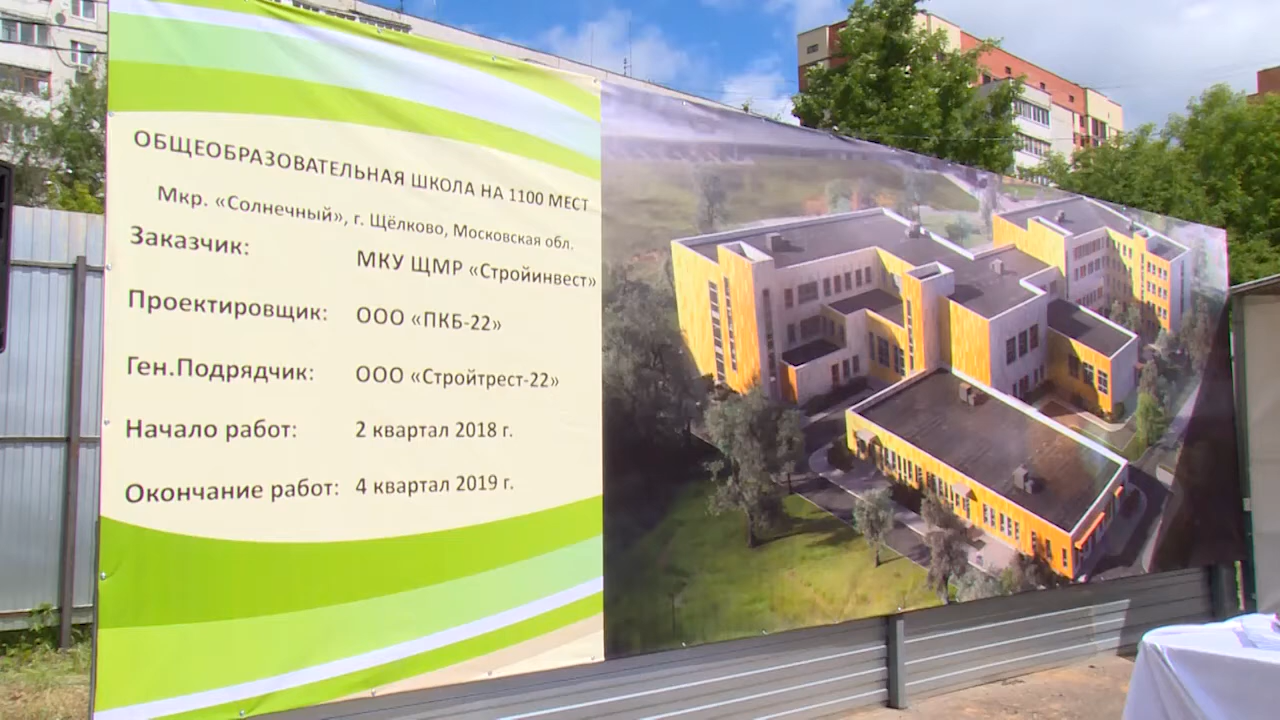 ОБЩЕОБРАЗОВАТЕЛЬНАЯ ШКОЛА НА 1100 МЕСТ
Мкр. «Солнечный», г. Щёлково, Московская обл.
Заказчик: МКУ ЩМР «Стройинвест»
Проектировщик: ООО «ПКБ-22»
Ген.Подрядчик: ООО «Стройтрест-22»
Начало работ: 2 квартал 2018 г.
Окончание работ: 4 квартал 2019 г.